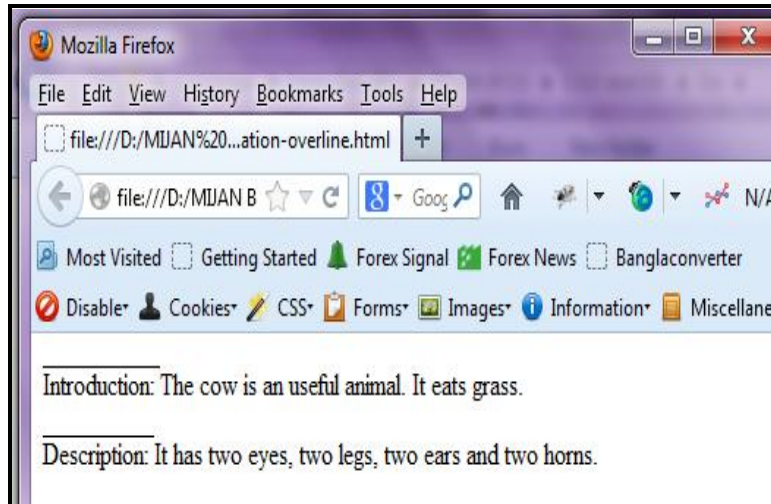 Mozilla Firefox
File Edit View History Bookmarks Tools Help
file:///D:/MIJAN%20...ation-overline.html +
file:///D:/MIJAN B Goog N/A
Most Visited Getting Started Forex Signal Forex News Banglaconverter
Disable Cookies CSS Forms Images Information Miscellane
Introduction: The cow is an useful animal. It eats grass.
Description: It has two eyes, two legs, two ears and two horns.